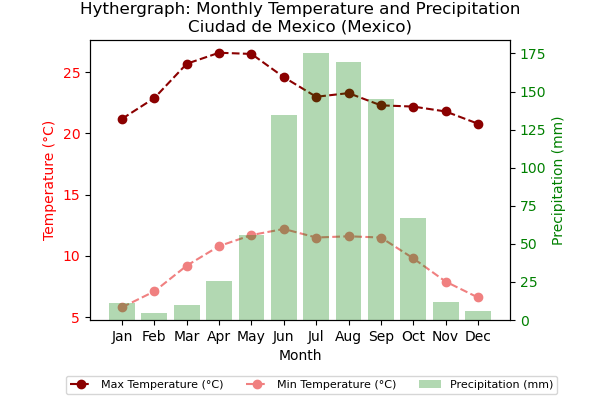 Hythergraph: Monthly Temperature and Precipitation
Ciudad de Mexico (Mexico)
Temperature (°C)
25
20
15
10
5
175
150
125
100
75
50
25
0
Precipitation (mm)
Jan Feb Mar Apr May Jun Jul Aug Sep Oct Nov Dec
Month
Max Temperature (°C) Min Temperature (°C) Precipitation (mm)